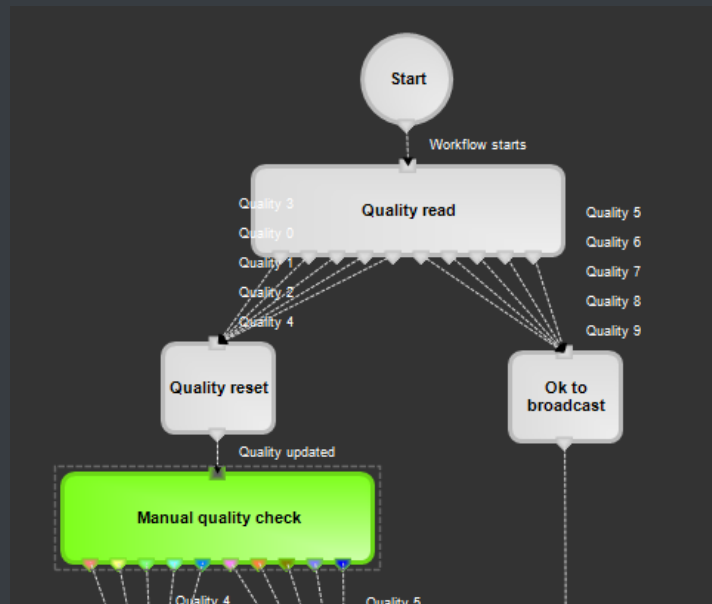 Start
Workflow starts
Quality read
Quality 3
Quality 0
Quality 1
Quality 2
Quality 4
Quality 5
Quality 6
Quality 7
Quality 8
Quality 9
Quality reset
Ok to
broadcast
Quality updated
Manual quality check
Quality 4
Quality 5